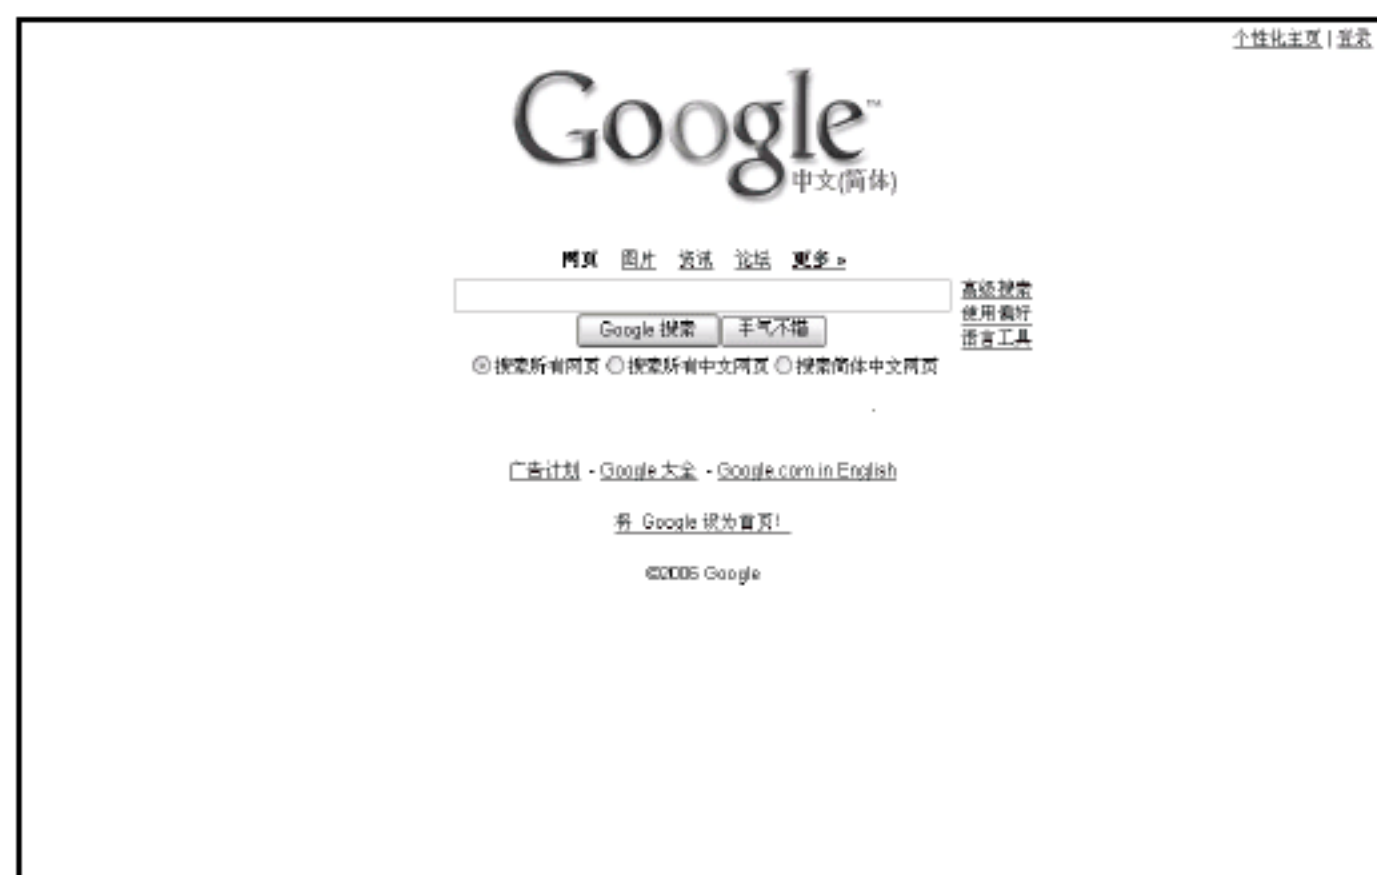 个性化主页 | 登录
Google™
中文(简体)
网页 图片 资讯 论坛 更多 »
高级搜索
使用偏好
语言工具
Google 搜索 手气不错
搜索所有网页 搜索所有中文网页 搜索简体中文网页
广告计划 - Google 大全 - Google.com in English
将 Google 设为首页!
©2006 Google